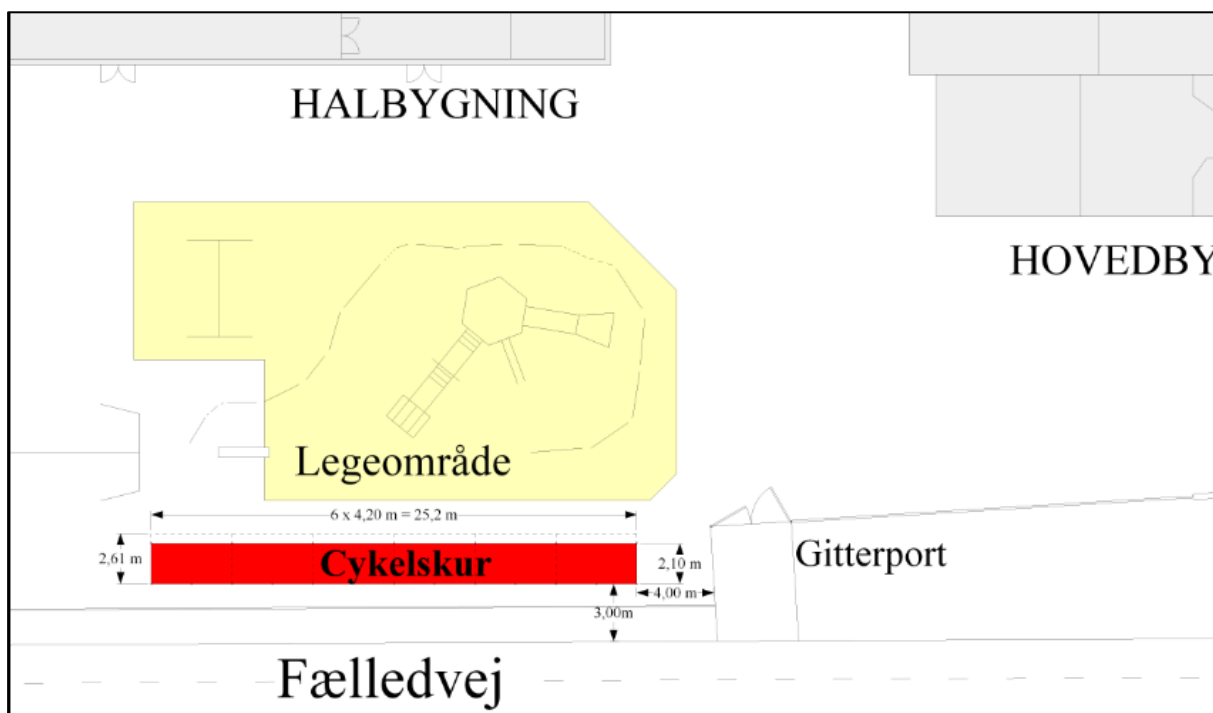 HALBYGNING
HOVEDBY
Legeområde
6 x 4,20 m = 25,2 m
2,61 m
Cykelskur
2,10 m
Gitterport
4,00 m
3,00m
Fælledvej